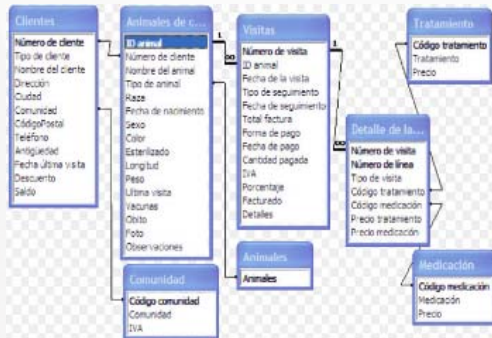 Clientes
Número de cliente
Tipo de cliente
Nombre del cliente
Dirección
Ciudad
Comunidad
CódigoPostal
Teléfono
Antigüedad
Fecha última visita
Descuento
Saldo
Animales de c...
ID animal
Número de cliente
Nombre del animal
Tipo de animal
Raza
Fecha de nacimiento
Sexo
Color
Esterilizado
Longitud
Peso
Ultima visita
Vacunas
Obito
Foto
Observaciones
1
∞
Visitas
Número de visita
ID animal
Fecha de la visita
Tipo de seguimiento
Fecha de seguimiento
Total factura
Forma de pago
Fecha de pago
Cantidad pagada
IVA
Porcentaje
Facturado
Detalles
1
∞
Detalle de la...
Número de visita
Número de línea
Tipo de visita
Código tratamiento
Código medicación
Precio tratamiento
Precio medicación
Tratamiento
Código tratamiento
Tratamiento
Precio
Comunidad
Código comunidad
Comunidad
IVA
Animales
Animales
Medicación
Código medicación
Medicación
Precio